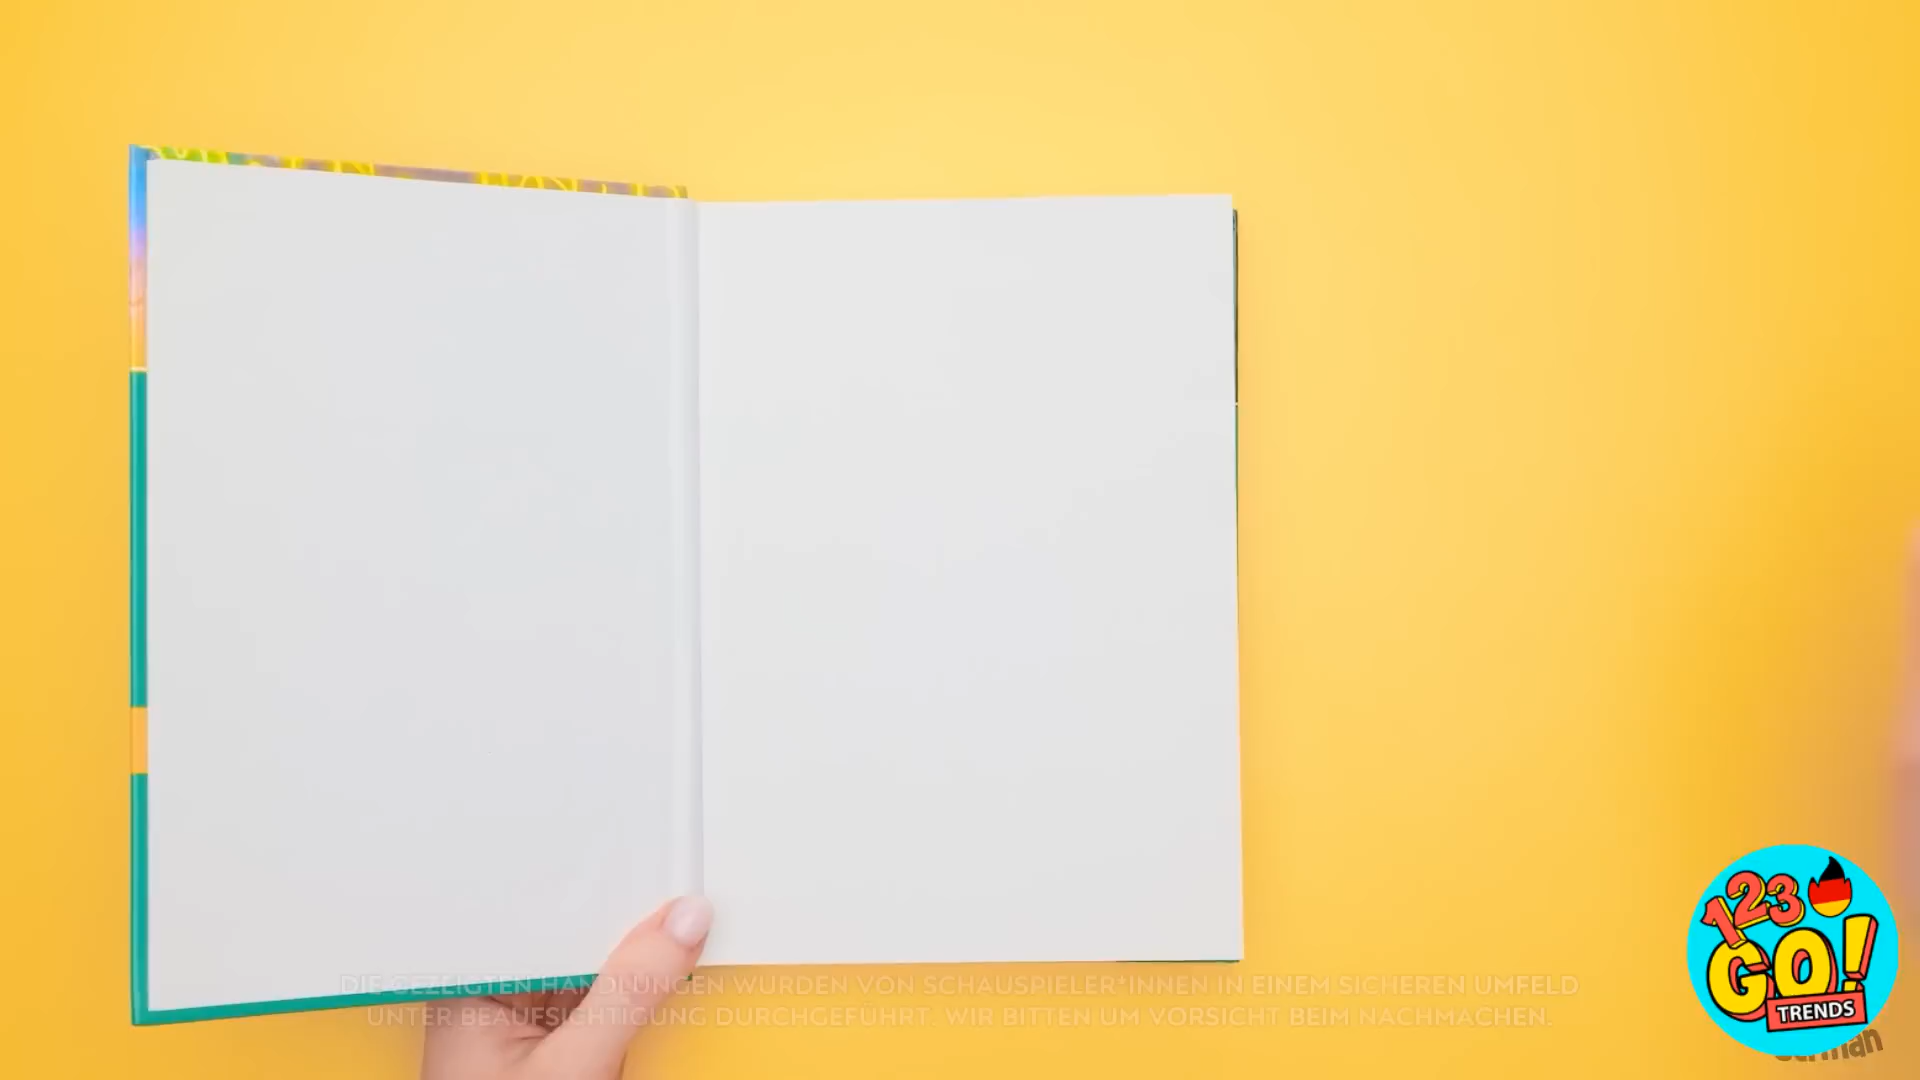 DIE GEZEIGTEN HANDLUNGEN WURDEN VON SCHAUSPIELER*INNEN IN EINEM SICHEREN UMFELD
UNTER BEAUFSICHTIGUNG DURCHGEFÜHRT. WIR BITTEN UM VORSICHT BEIM NACHMACHEN.
123
GO!
TRENDS